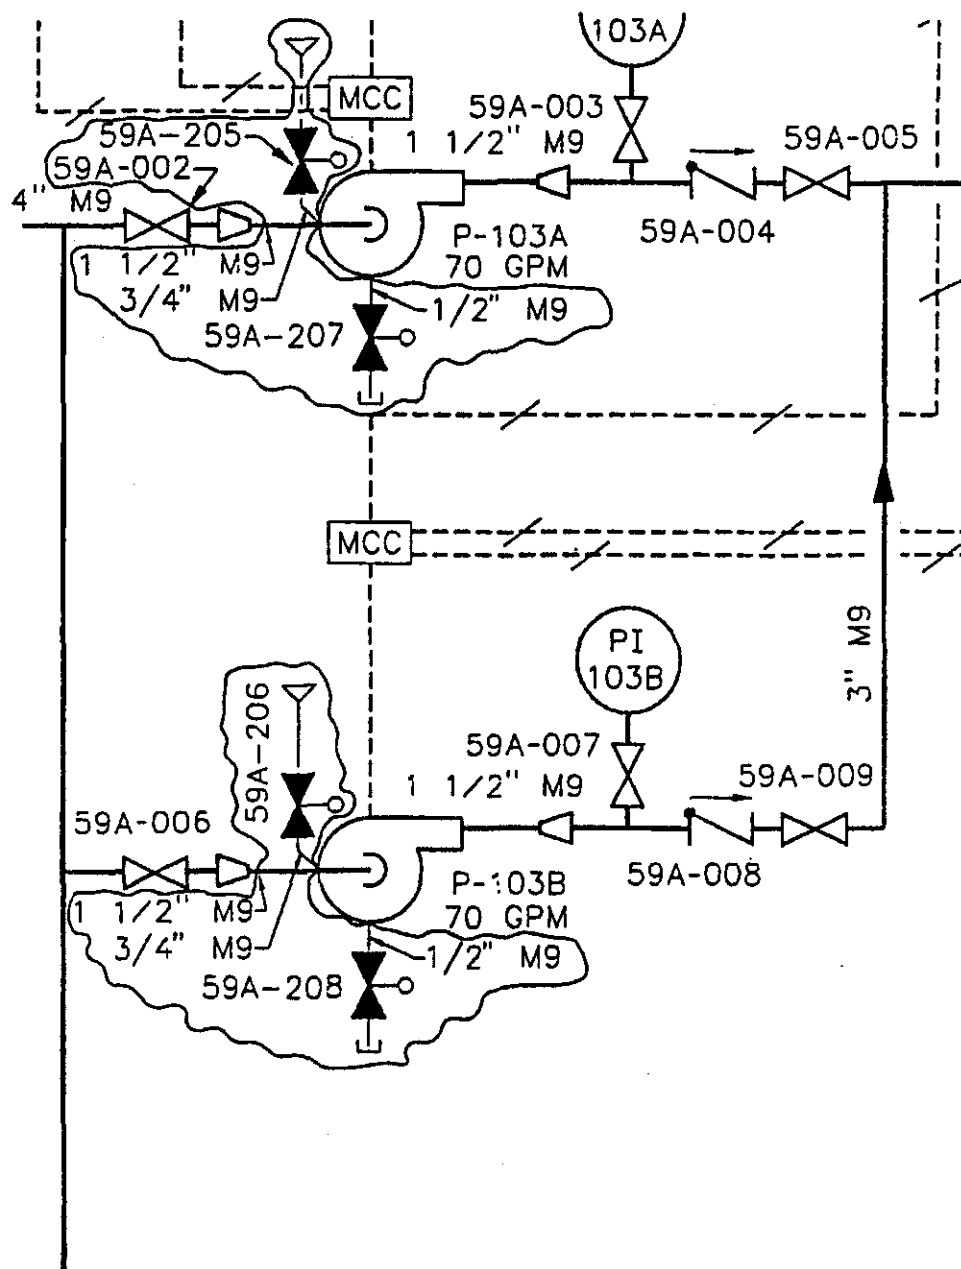 103A
MCC
59A-003
59A-205
1 1/2" M9
59A-005
59A-002
4" M9
59A-004
P-103A
70 GPM
1 1/2" M9
3/4" M9
1/2" M9
59A-207
MCC
3" M9
PI
103B
59A-206
59A-007
1 1/2" M9
59A-009
59A-006
59A-008
P-103B
70 GPM
1 1/2" M9
3/4" M9
1/2" M9
59A-208